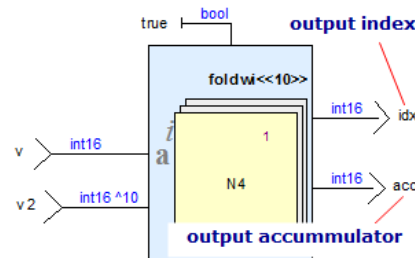 true
bool
output index
foldwi<<10>>
i
a
1
N4
v
int16
v2
int16 ^10
int16
idx
int16
acc
output accummulator